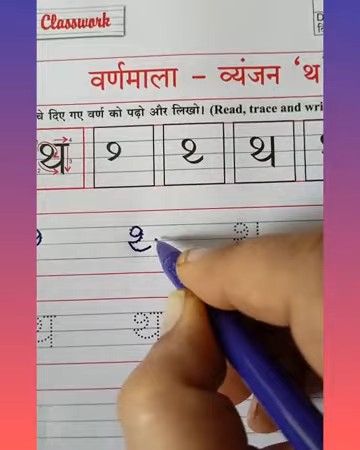 Classwork
वर्णमाला – व्यंजन 'थ
चे दिए गए वर्ण को पढ़ो और लिखो। (Read, trace and wri
थ थ
थ
थ थ